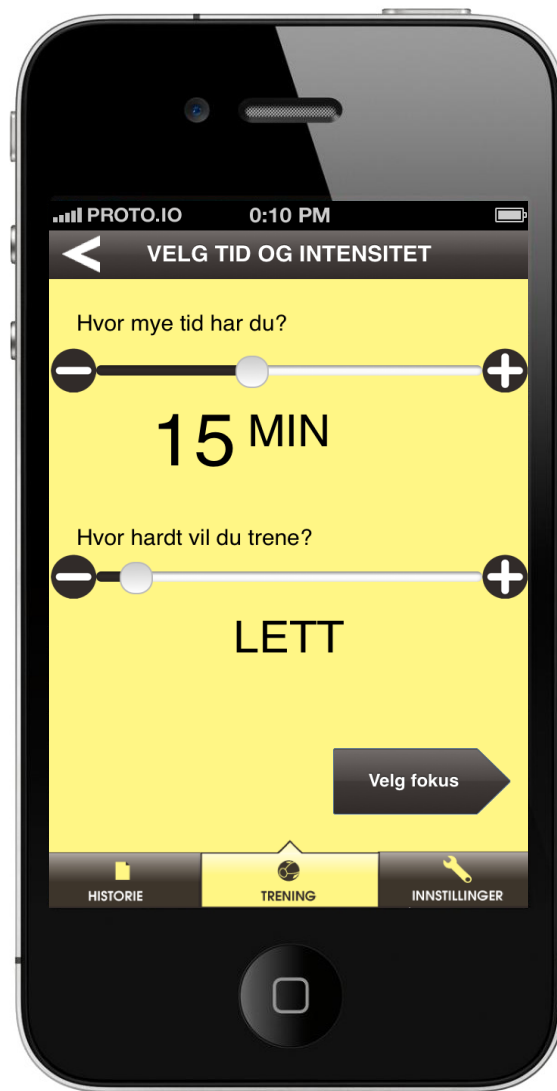 PROTO.IO 0:10 PM
VELG TID OG INTENSITET
Hvor mye tid har du?
15 MIN
Hvor hardt vil du trene?
LETT
Velg fokus
HISTORIE TRENING INNSTILLINGER